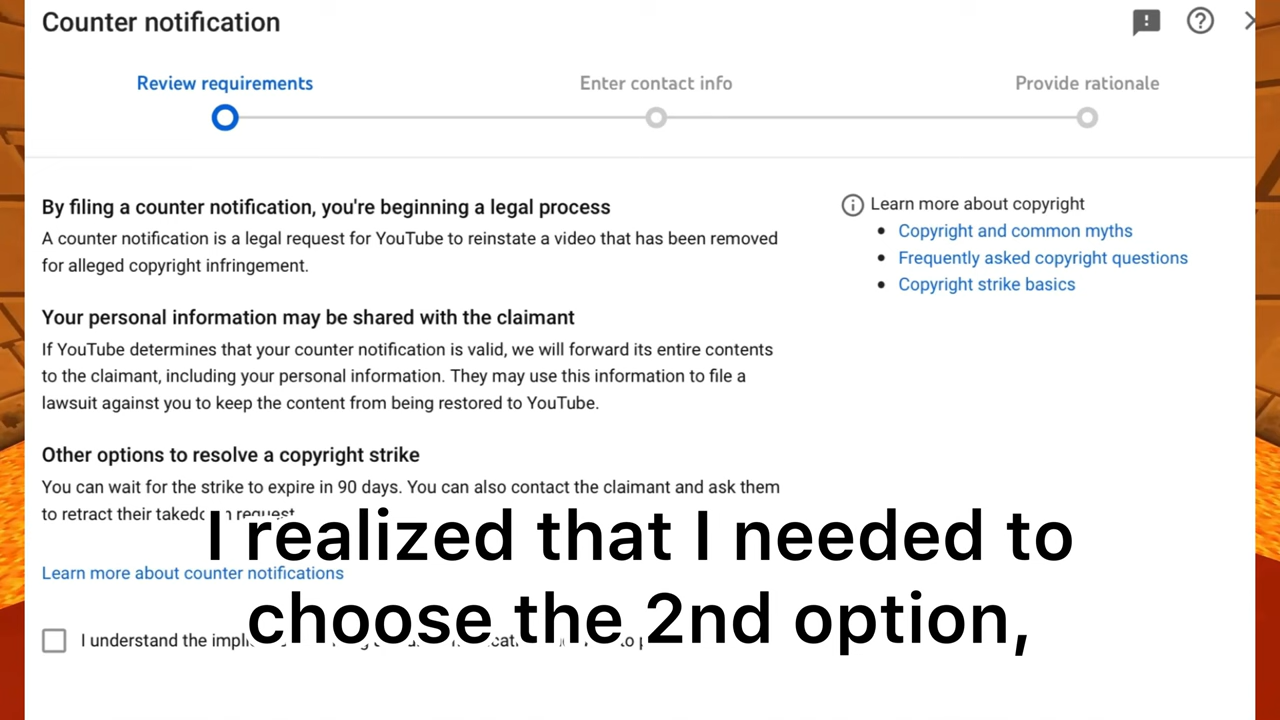 Counter notification
Review requirements
Enter contact info
Provide rationale
By filing a counter notification, you're beginning a legal process
A counter notification is a legal request for YouTube to reinstate a video that has been removed
for alleged copyright infringement.
Your personal information may be shared with the claimant
If YouTube determines that your counter notification is valid, we will forward its entire contents
to the claimant, including your personal information. They may use this information to file a
lawsuit against you to keep the content from being restored to YouTube.
Other options to resolve a copyright strike
You can wait for the strike to expire in 90 days. You can also contact the claimant and ask them
to retract their request
Learn more about counter notifications
I understand the
Learn more about copyright
Copyright and common myths
Frequently asked copyright questions
Copyright strike basics
I realized that I needed to
choose the 2nd option,